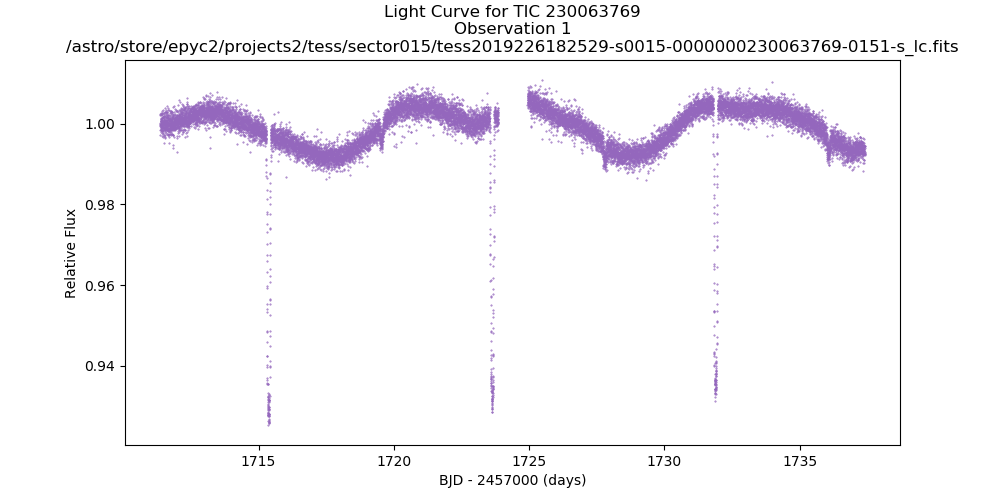 Light Curve for TIC 230063769
Observation 1
/astro/store/epyc2/projects2/tess/sector015/tess2019226182529-s0015-0000000230063769-0151-s_lc.fits
1.00
0.98
0.96
0.94
Relative Flux
1715
1720
1725
1730
1735
BJD - 2457000 (days)